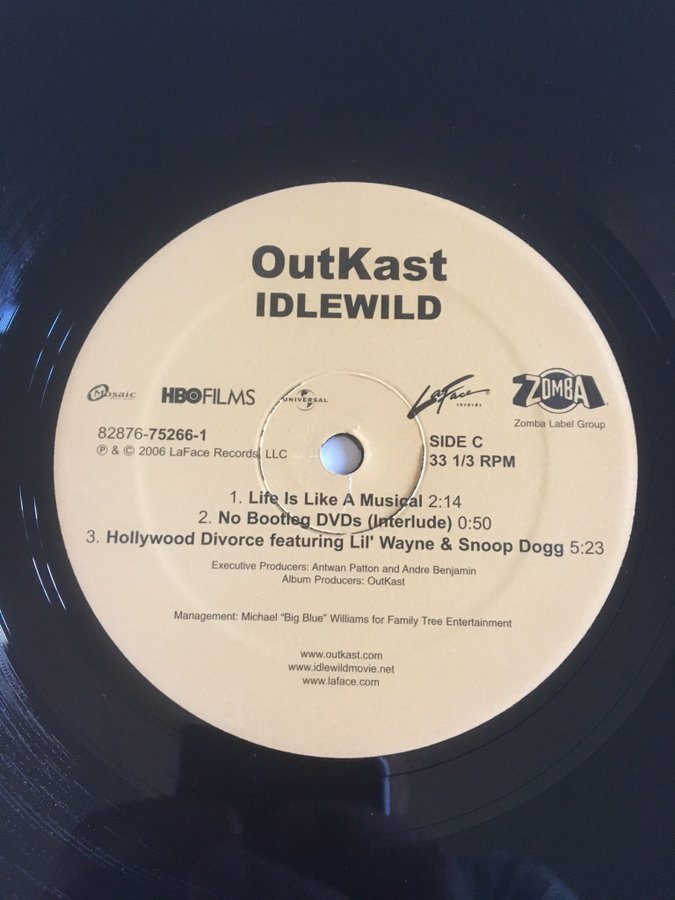 OutKast
IDLEWILD
Mosaic
HBO FILMS
UNIVERSAL
LaFace
records
ZOMBA
Zomba Label Group
82876-75266-1
℗ & © 2006 LaFace Records, LLC
SIDE C
33 1/3 RPM
1. Life Is Like A Musical 2:14
2. No Bootleg DVDs (Interlude) 0:50
3. Hollywood Divorce featuring Lil' Wayne & Snoop Dogg 5:23
Executive Producers: Antwan Patton and Andre Benjamin
Album Producers: OutKast
Management: Michael "Big Blue" Williams for Family Tree Entertainment
www.outkast.com
www.idlewildmovie.net
www.laface.com